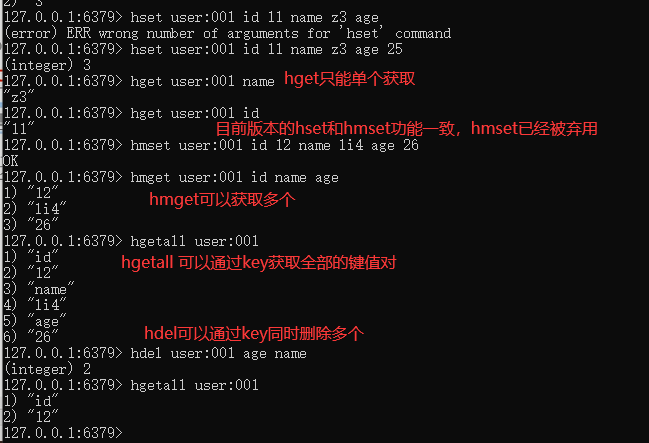 2) "3"
127.0.0.1:6379> hset user:001 id 11 name z3 age
(error) ERR wrong number of arguments for 'hset' command
127.0.0.1:6379> hset user:001 id 11 name z3 age 25
(integer) 3
127.0.0.1:6379> hget user:001 name hget只能单个获取
"z3"
127.0.0.1:6379> hget user:001 id
"11" 目前版本的hset和hmset功能一致，hmset已经被弃用
127.0.0.1:6379> hmset user:001 id 12 name li4 age 26
OK
127.0.0.1:6379> hmget user:001 id name age
1) "12"
2) "li4" hmget可以获取多个
3) "26"
127.0.0.1:6379> hgetall user:001
1) "id"
2) "12" hgetall 可以通过key获取全部的键值对
3) "name"
4) "li4"
5) "age"
6) "26" hdel可以通过key同时删除多个
127.0.0.1:6379> hdel user:001 age name
(integer) 2
127.0.0.1:6379> hgetall user:001
1) "id"
2) "12"
127.0.0.1:6379>